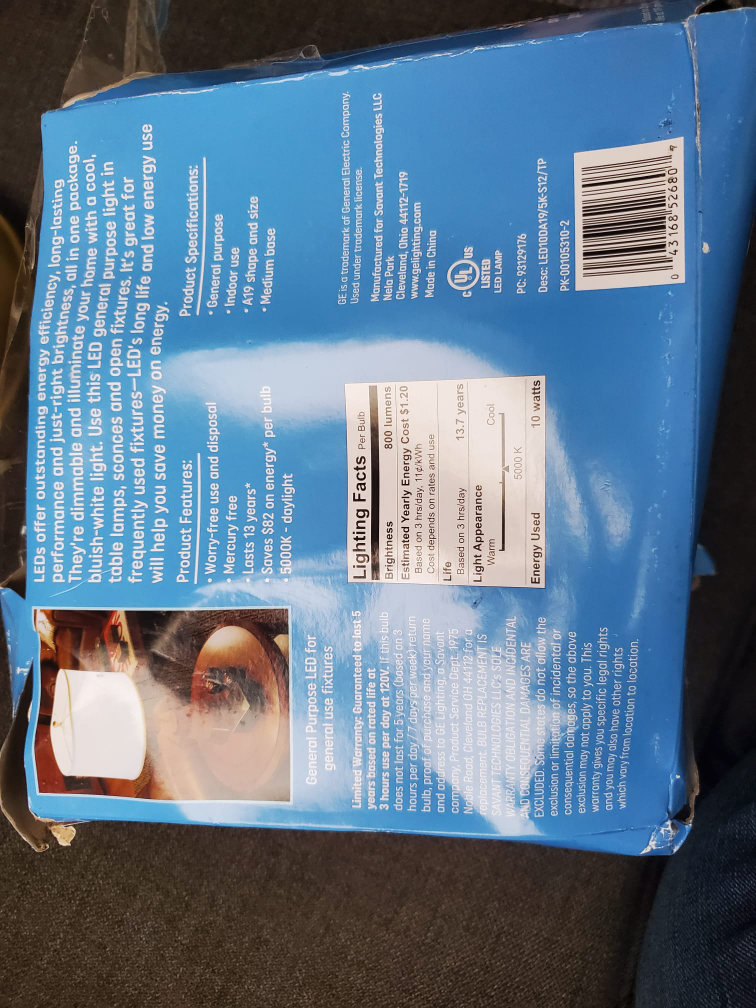 LEDs offer outstanding energy efficiency, long-lasting
performance and just-right brightness, all in one package.
They're dimmable and illuminate your home with a cool,
bluish-white light. Use this LED general purpose light in
table lamps, sconces and open fixtures. It's great for
frequently used fixtures—LED's long life and low energy use
will help you save money on energy.
Product Features:
• Worry-free use and disposal
• Mercury free
• Lasts 13 years*
• Saves $82 on energy* per bulb
• 5000K - daylight
Product Specifications:
• General purpose
• Indoor use
• A19 shape and size
• Medium base
General Purpose LED for
general use fixtures
Limited Warranty: Guaranteed to last 5
years based on rated life at
3 hours use per day at 120V. If this bulb
does not last for 5 years (based on 3
hours per day/7 days per week) return
bulb, proof of purchase and your name
and address to GE Lighting, a Savant
company, Product Service Dept. 1975
Noble Road, Cleveland, OH 44112 for a
replacement. BULB REPLACEMENT IS
SAVANT TECHNOLOGIES LLC's SOLE
WARRANTY OBLIGATION AND INCIDENTAL
AND CONSEQUENTIAL DAMAGES ARE
EXCLUDED. Some states do not allow the
exclusion or limitation of incidental or
consequential damages, so the above
exclusion may not apply to you. This
warranty gives you specific legal rights
and you may also have other rights
which vary from location to location.
Lighting Facts Per Bulb
Brightness 800 lumens
Estimated Yearly Energy Cost $1.20
Based on 3 hrs/day, 11¢/kWh
Cost depends on rates and use
Life
Based on 3 hrs/day 13.7 years
Light Appearance
Warm Cool
5000 K
Energy Used 10 watts
GE is a trademark of General Electric Company.
Used under trademark license.
Manufactured for Savant Technologies LLC
Nela Park
Cleveland, Ohio 44112-1719
www.gelighting.com
Made in China
c UL us
LISTED
LED LAMP
PC: 93129176
Desc: LED10DA19/5K-S12/TP
PK-00105310-2
0 43168 52680 7